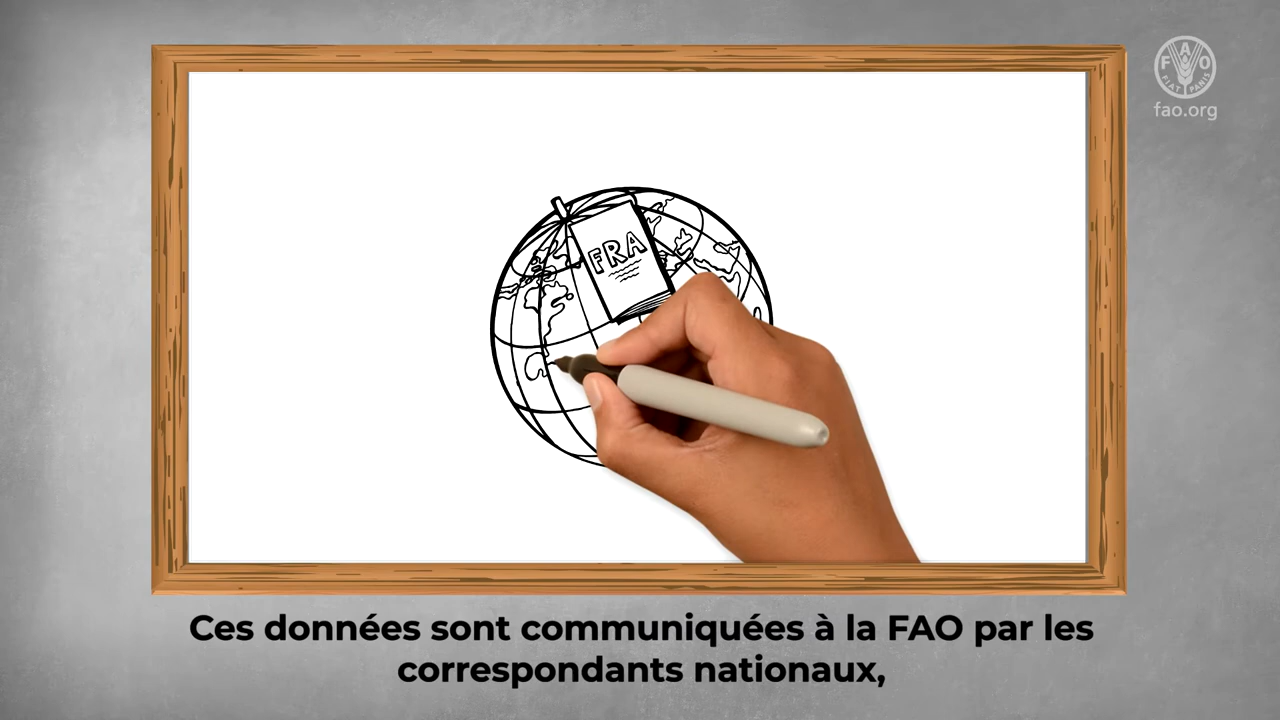 FAO
FIAT PANIS
fao.org
FRA
Ces données sont communiquées à la FAO par les
correspondants nationaux,